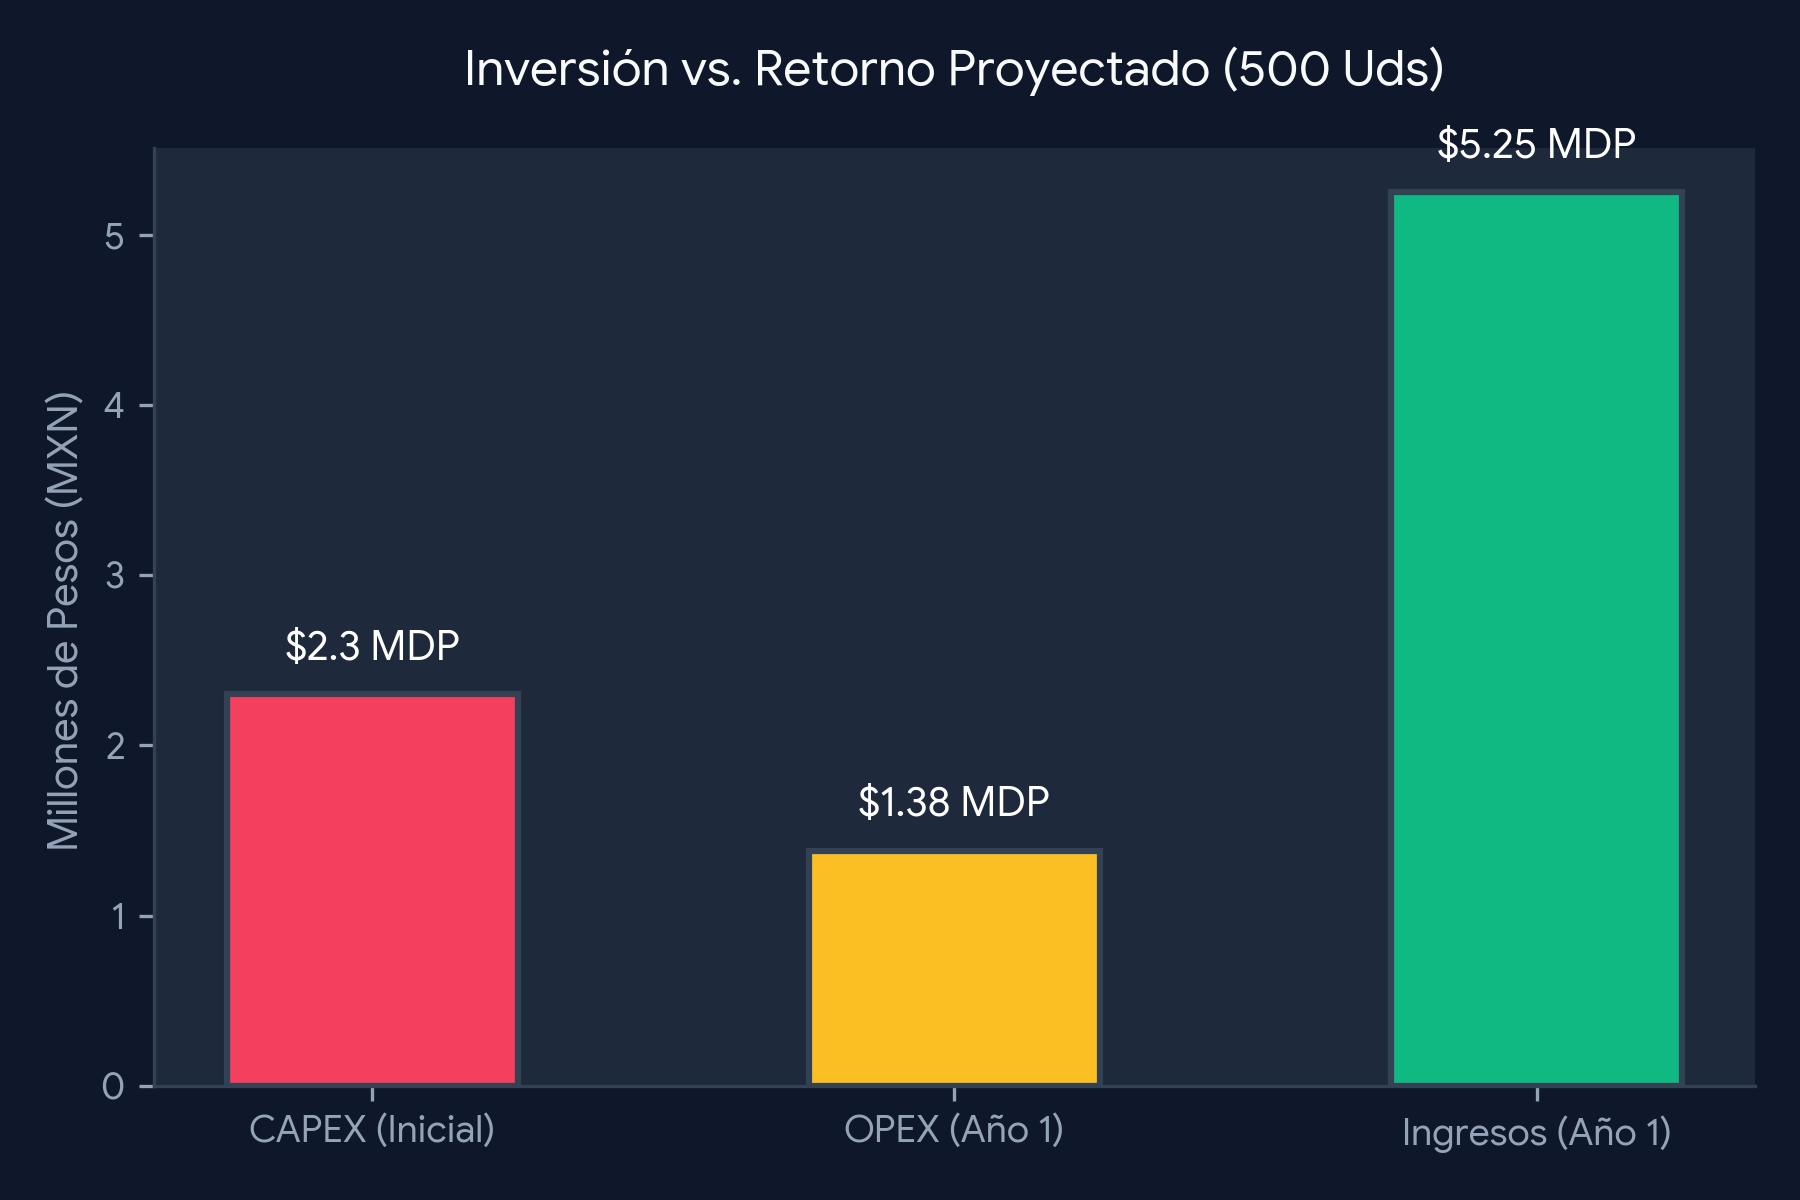 Inversión vs. Retorno Proyectado (500 Uds)
$5.25 MDP
5
4
3
2
1
0
Millones de Pesos (MXN)
$2.3 MDP
$1.38 MDP
CAPEX (Inicial)
OPEX (Año 1)
Ingresos (Año 1)